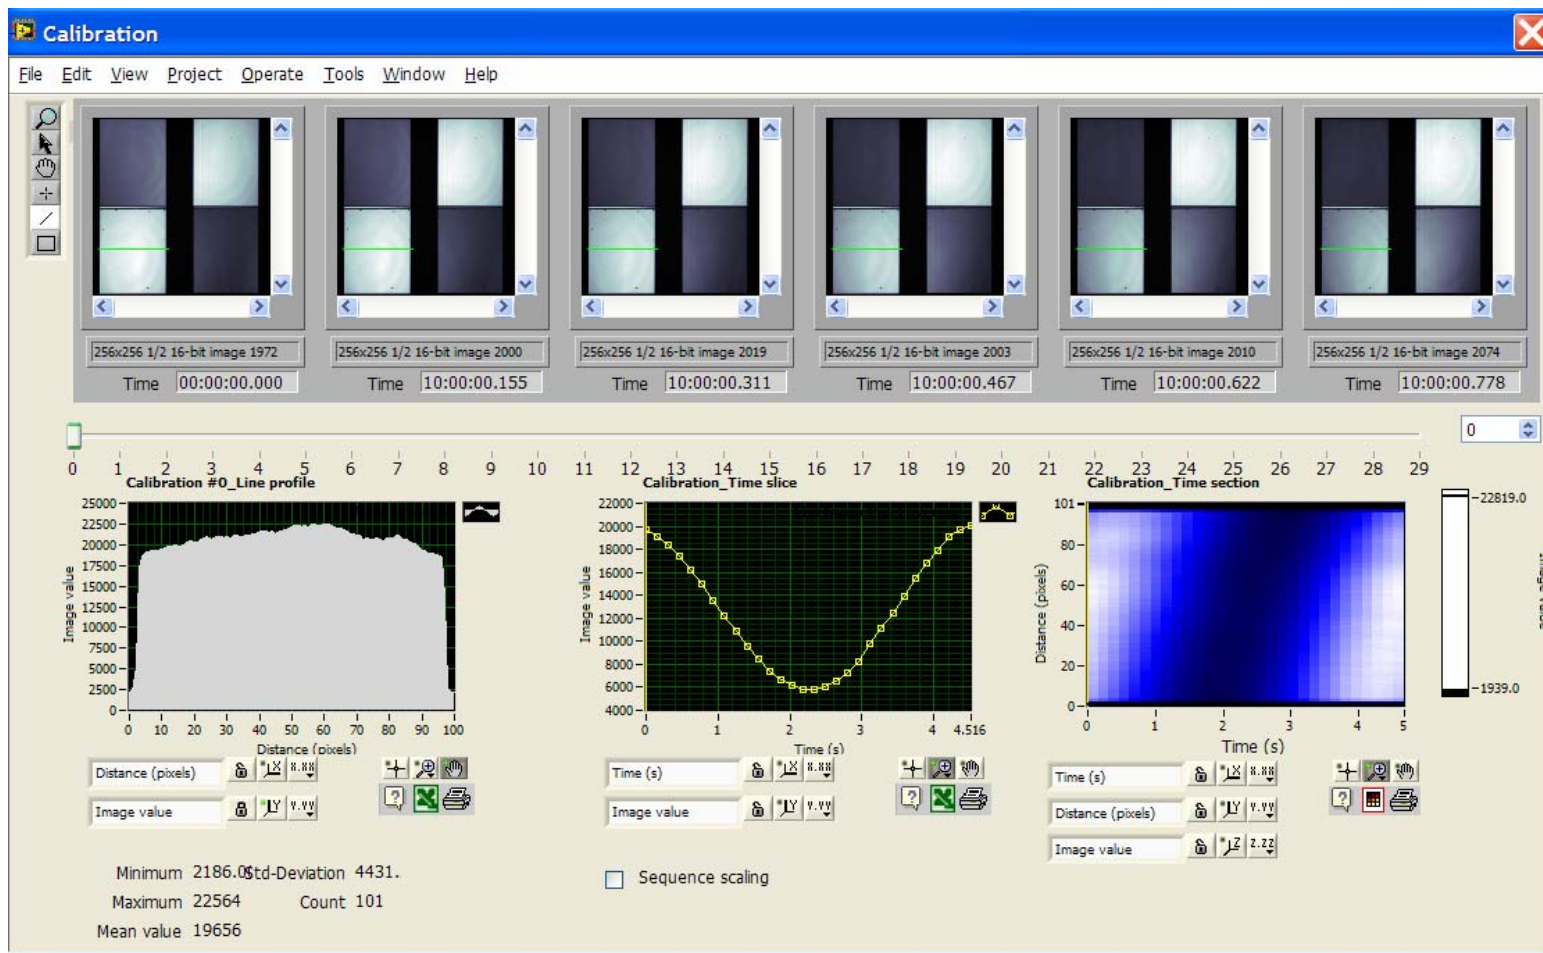 Calibration
File Edit View Project Operate Tools Window Help
256x256 1/2 16-bit image 1972 256x256 1/2 16-bit image 2000 256x256 1/2 16-bit image 2019 256x256 1/2 16-bit image 2003 256x256 1/2 16-bit image 2010 256x256 1/2 16-bit image 2074
Time 00:00:00.000 Time 10:00:00.155 Time 10:00:00.311 Time 10:00:00.467 Time 10:00:00.622 Time 10:00:00.778
0
0 1 2 3 4 5 6 7 8 9 10 11 12 13 14 15 16 17 18 19 20 21 22 23 24 25 26 27 28 29
Calibration #0_Line profile
25000
22500
20000
17500
15000
12500
10000
7500
5000
2500
0
Image value
0 10 20 30 40 50 60 70 80 90 100
Distance (pixels)
Calibration_Time slice
22000
20000
18000
16000
14000
12000
10000
8000
6000
4000
Image value
0 1 2 3 4 4.516
Time (s)
Calibration_Time section
101
80
60
40
20
0
Distance (pixels)
0 1 2 3 4 5
Time (s)
22819.0
1939.0
Distance (pixels) X X.XX
Image value Y Y.YY
Time (s) X X.XX
Image value Y Y.YY
Time (s) X X.XX
Distance (pixels) Y Y.YY
Image value Z Z.ZZ
Minimum 2186.0 Std-Deviation 4431.
Maximum 22564 Count 101
Mean value 19656
Sequence scaling